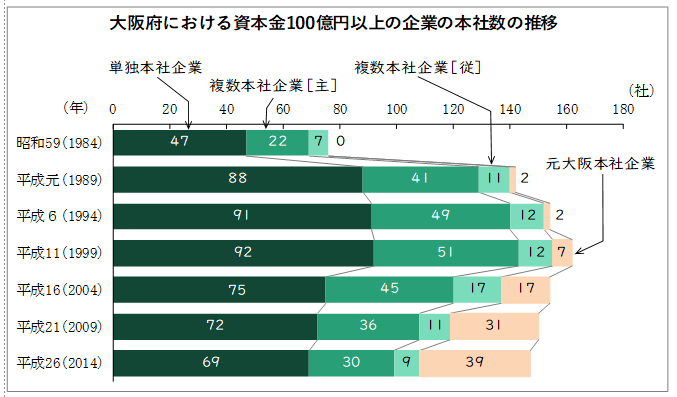 大阪府における資本金100億円以上の企業の本社数の推移
単独本社企業
複数本社企業[主]
複数本社企業[従]
(社)
(年)
0 20 40 60 80 100 120 140 160 180
元大阪本社企業
昭和59(1984) 47 22 7 0
平成元(1989) 88 41 11 2
平成6(1994) 91 49 12 2
平成11(1999) 92 51 12 7
平成16(2004) 75 45 17 17
平成21(2009) 72 36 11 31
平成26(2014) 69 30 9 39